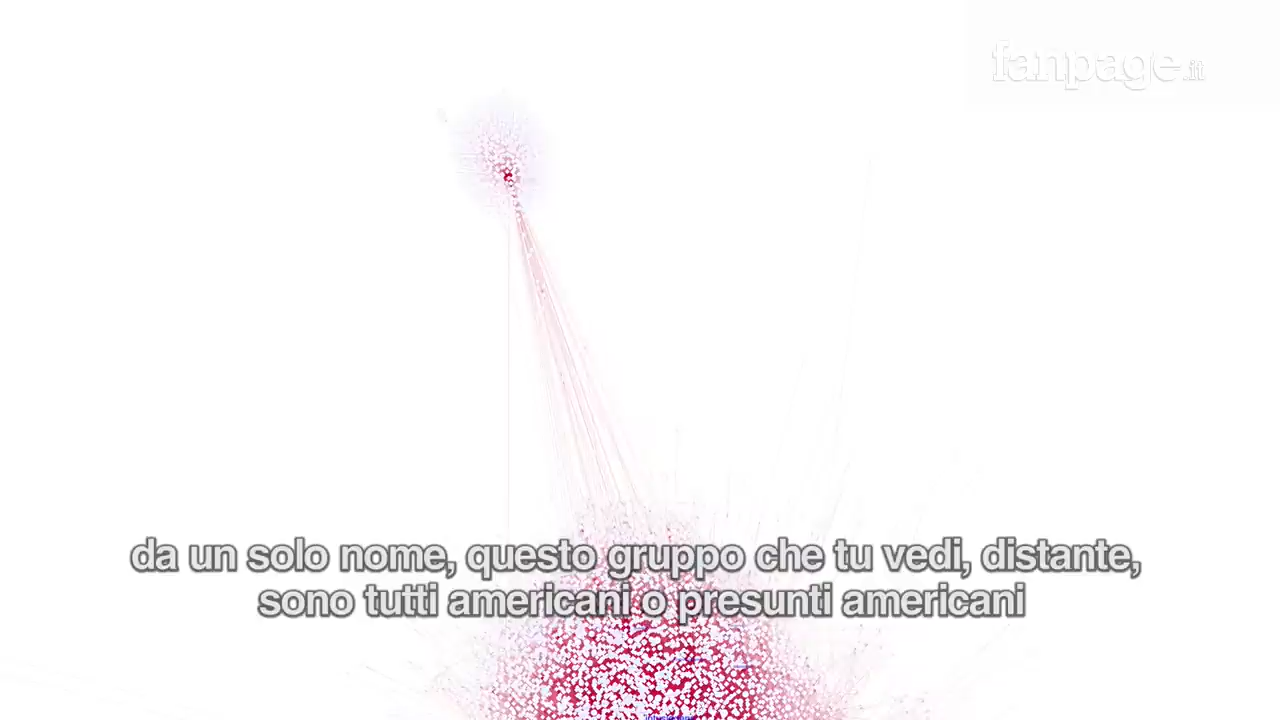 fanpage.it
da un solo nome, questo gruppo che tu vedi, distante,
sono tutti americani o presunti americani